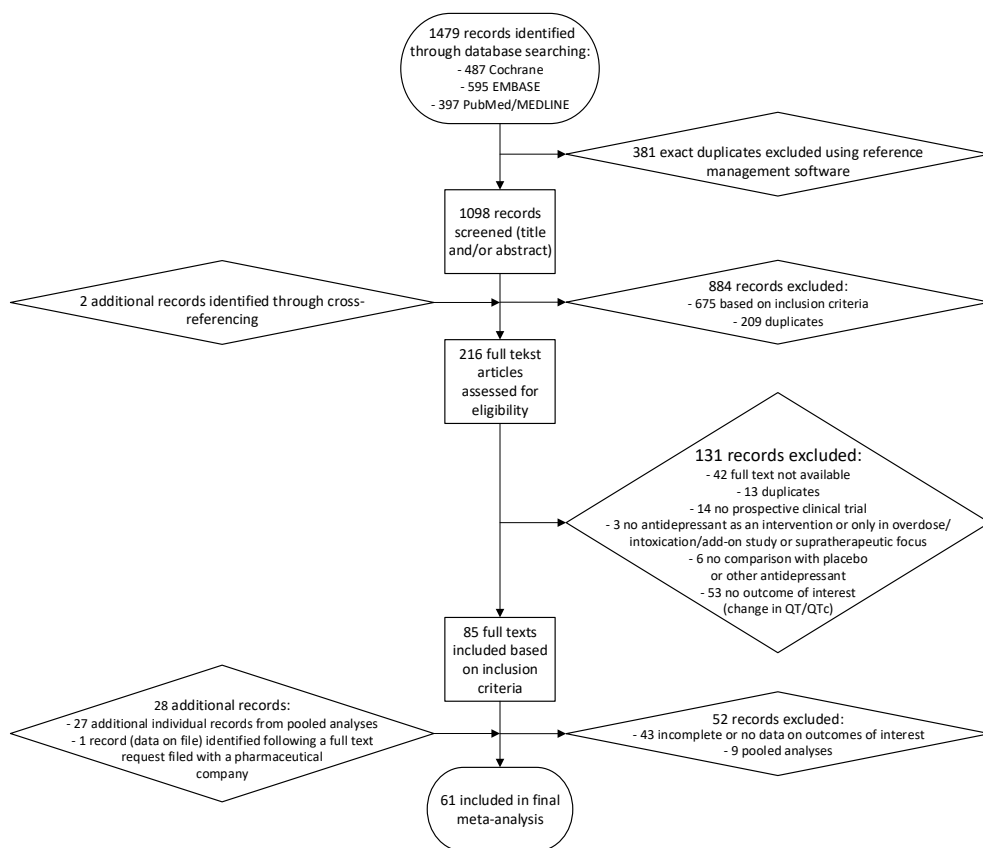 1479 records identified
through database searching:
- 487 Cochrane
- 595 EMBASE
- 397 PubMed/MEDLINE
381 exact duplicates excluded using reference
management software
1098 records
screened (title
and/or abstract)
2 additional records identified through cross-
referencing
884 records excluded:
- 675 based on inclusion criteria
- 209 duplicates
216 full tekst
articles
assessed for
eligibility
131 records excluded:
- 42 full text not available
- 13 duplicates
- 14 no prospective clinical trial
- 3 no antidepressant as an intervention or only in overdose/
intoxication/add-on study or supratherapeutic focus
- 6 no comparison with placebo
or other antidepressant
- 53 no outcome of interest
(change in QT/QTc)
85 full texts
included based
on inclusion
criteria
28 additional records:
- 27 additional individual records from pooled analyses
- 1 record (data on file) identified following a full text
request filed with a pharmaceutical
company
52 records excluded:
- 43 incomplete or no data on outcomes of interest
- 9 pooled analyses
61 included in final
meta-analysis